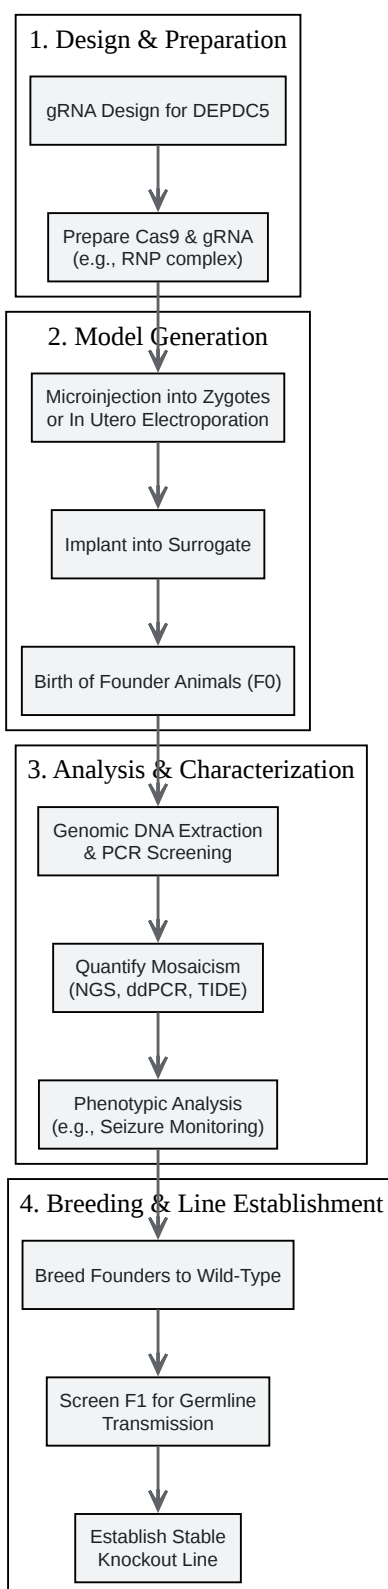 1. Design & Preparation
gRNA Design for DEPDC5
Prepare Cas9 & gRNA
(e.g., RNP complex)
2. Model Generation
Microinjection into Zygotes
or In Utero Electroporation
Implant into Surrogate
Birth of Founder Animals (F0)
3. Analysis & Characterization
Genomic DNA Extraction
& PCR Screening
Quantify Mosaicism
(NGS, ddPCR, TIDE)
Phenotypic Analysis
(e.g., Seizure Monitoring)
4. Breeding & Line Establishment
Breed Founders to Wild-Type
Screen F1 for Germline
Transmission
Establish Stable
Knockout Line